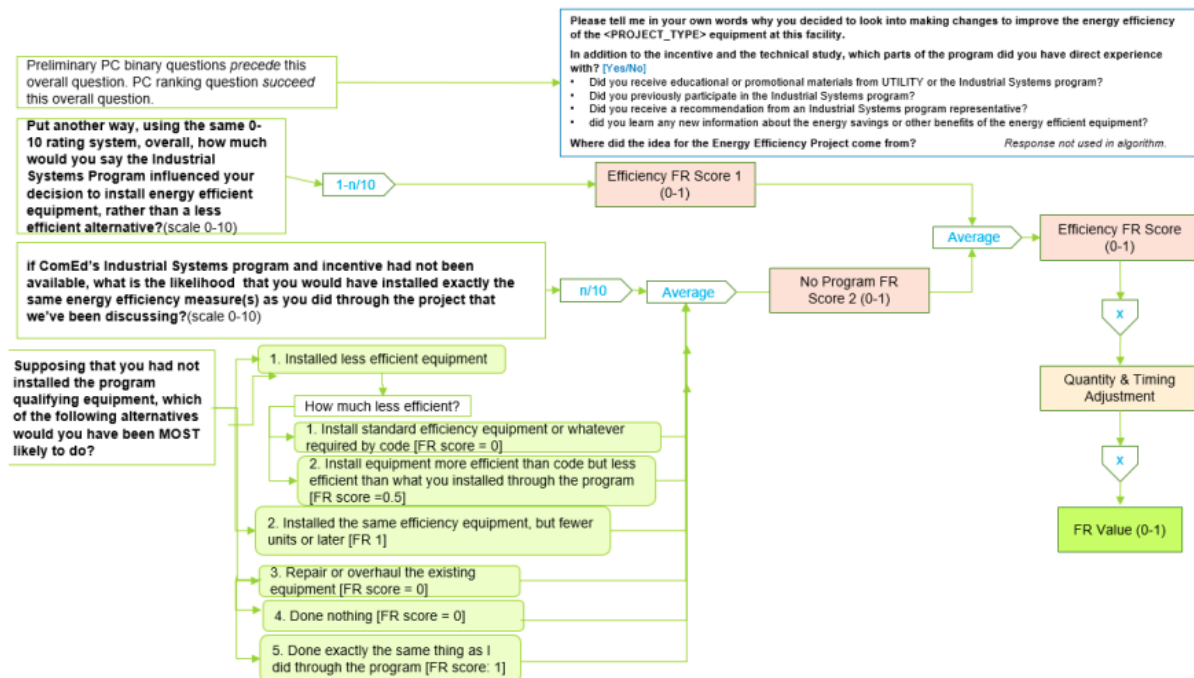 Please tell me in your own words why you decided to look into making changes to improve the energy efficiency
of the <PROJECT_TYPE> equipment at this facility.
In addition to the incentive and the technical study, which parts of the program did you have direct experience
with? [Yes/No]
• Did you receive educational or promotional materials from UTILITY or the Industrial Systems program?
• Did you previously participate in the Industrial Systems program?
• Did you receive a recommendation from an Industrial Systems program representative?
• did you learn any new information about the energy savings or other benefits of the energy efficient equipment?
Where did the idea for the Energy Efficiency Project come from? Response not used in algorithm.
Preliminary PC binary questions precede this
overall question. PC ranking question succeed
this overall question.
Put another way, using the same 0-
10 rating system, overall, how much
would you say the Industrial
Systems Program influenced your
decision to install energy efficient
equipment, rather than a less
efficient alternative?(scale 0-10)
1-n/10
Efficiency FR Score 1
(0-1)
Average
Efficiency FR Score
(0-1)
if ComEd's Industrial Systems program and incentive had not been
available, what is the likelihood that you would have installed exactly the
same energy efficiency measure(s) as you did through the project that
we've been discussing?(scale 0-10)
n/10
Average
No Program FR
Score 2 (0-1)
x
Quantity & Timing
Adjustment
x
FR Value (0-1)
Supposing that you had not
installed the program
qualifying equipment, which
of the following alternatives
would you have been MOST
likely to do?
1. Installed less efficient equipment
How much less efficient?
1. Install standard efficiency equipment or whatever
required by code [FR score = 0]
2. Install equipment more efficient than code but less
efficient than what you installed through the program
[FR score =0.5]
2. Installed the same efficiency equipment, but fewer
units or later [FR 1]
3. Repair or overhaul the existing
equipment [FR score = 0]
4. Done nothing [FR score = 0]
5. Done exactly the same thing as I
did through the program [FR score: 1]